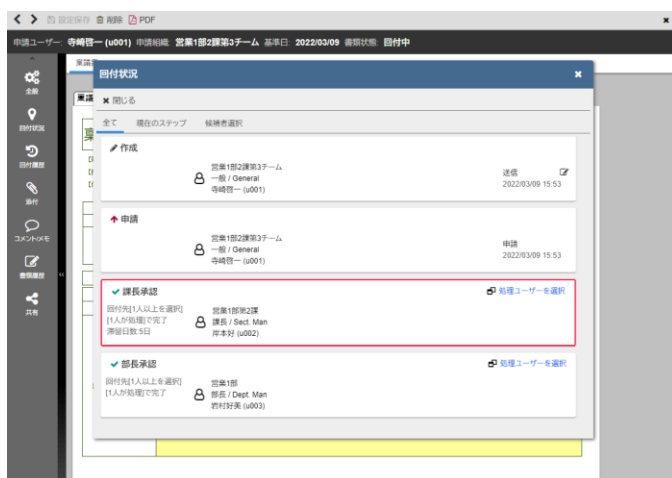 設定保存 削除 PDF
申請ユーザー: 寺崎啓一 (u001) 申請組織: 営業1部2課第3チーム 基準日: 2022/03/09 書類状態: 回付中
全般
回付状況
回付履歴
添付
コメント/メモ
書類履歴
共有
稟議
稟議
稟
回付状況
閉じる
全て 現在のステップ 候補者選択
作成
営業1部2課第3チーム
一般 / General
寺崎啓一 (u001)
送信
2022/03/09 15:53
申請
営業1部2課第3チーム
一般 / General
寺崎啓一 (u001)
申請
2022/03/09 15:53
課長承認
処理ユーザーを選択
回付先[1人以上を選択]
[1人が処理]で完了
滞留日数:5日
営業1部第2課
課長 / Sect. Man
岸本好 (u002)
部長承認
処理ユーザーを選択
回付先[1人以上を選択]
[1人が処理]で完了
営業1部
部長 / Dept. Man
岩村好美 (u003)